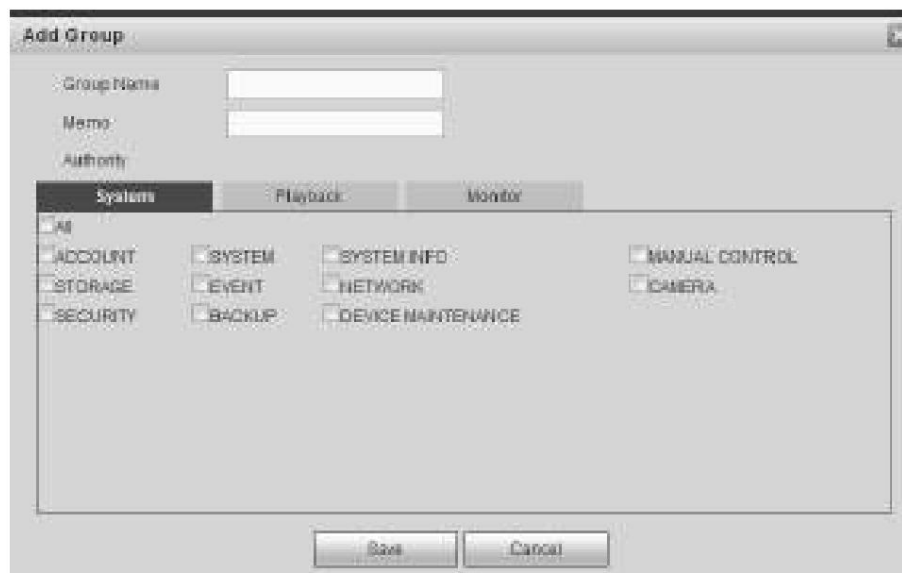 Add Group
Group Name
Memo
Authority
System Playback Monitor
All
ACCOUNT SYSTEM SYSTEM INFO MANUAL CONTROL
STORAGE EVENT NETWORK CAMERA
SECURITY BACKUP DEVICE MAINTENANCE
Save Cancel